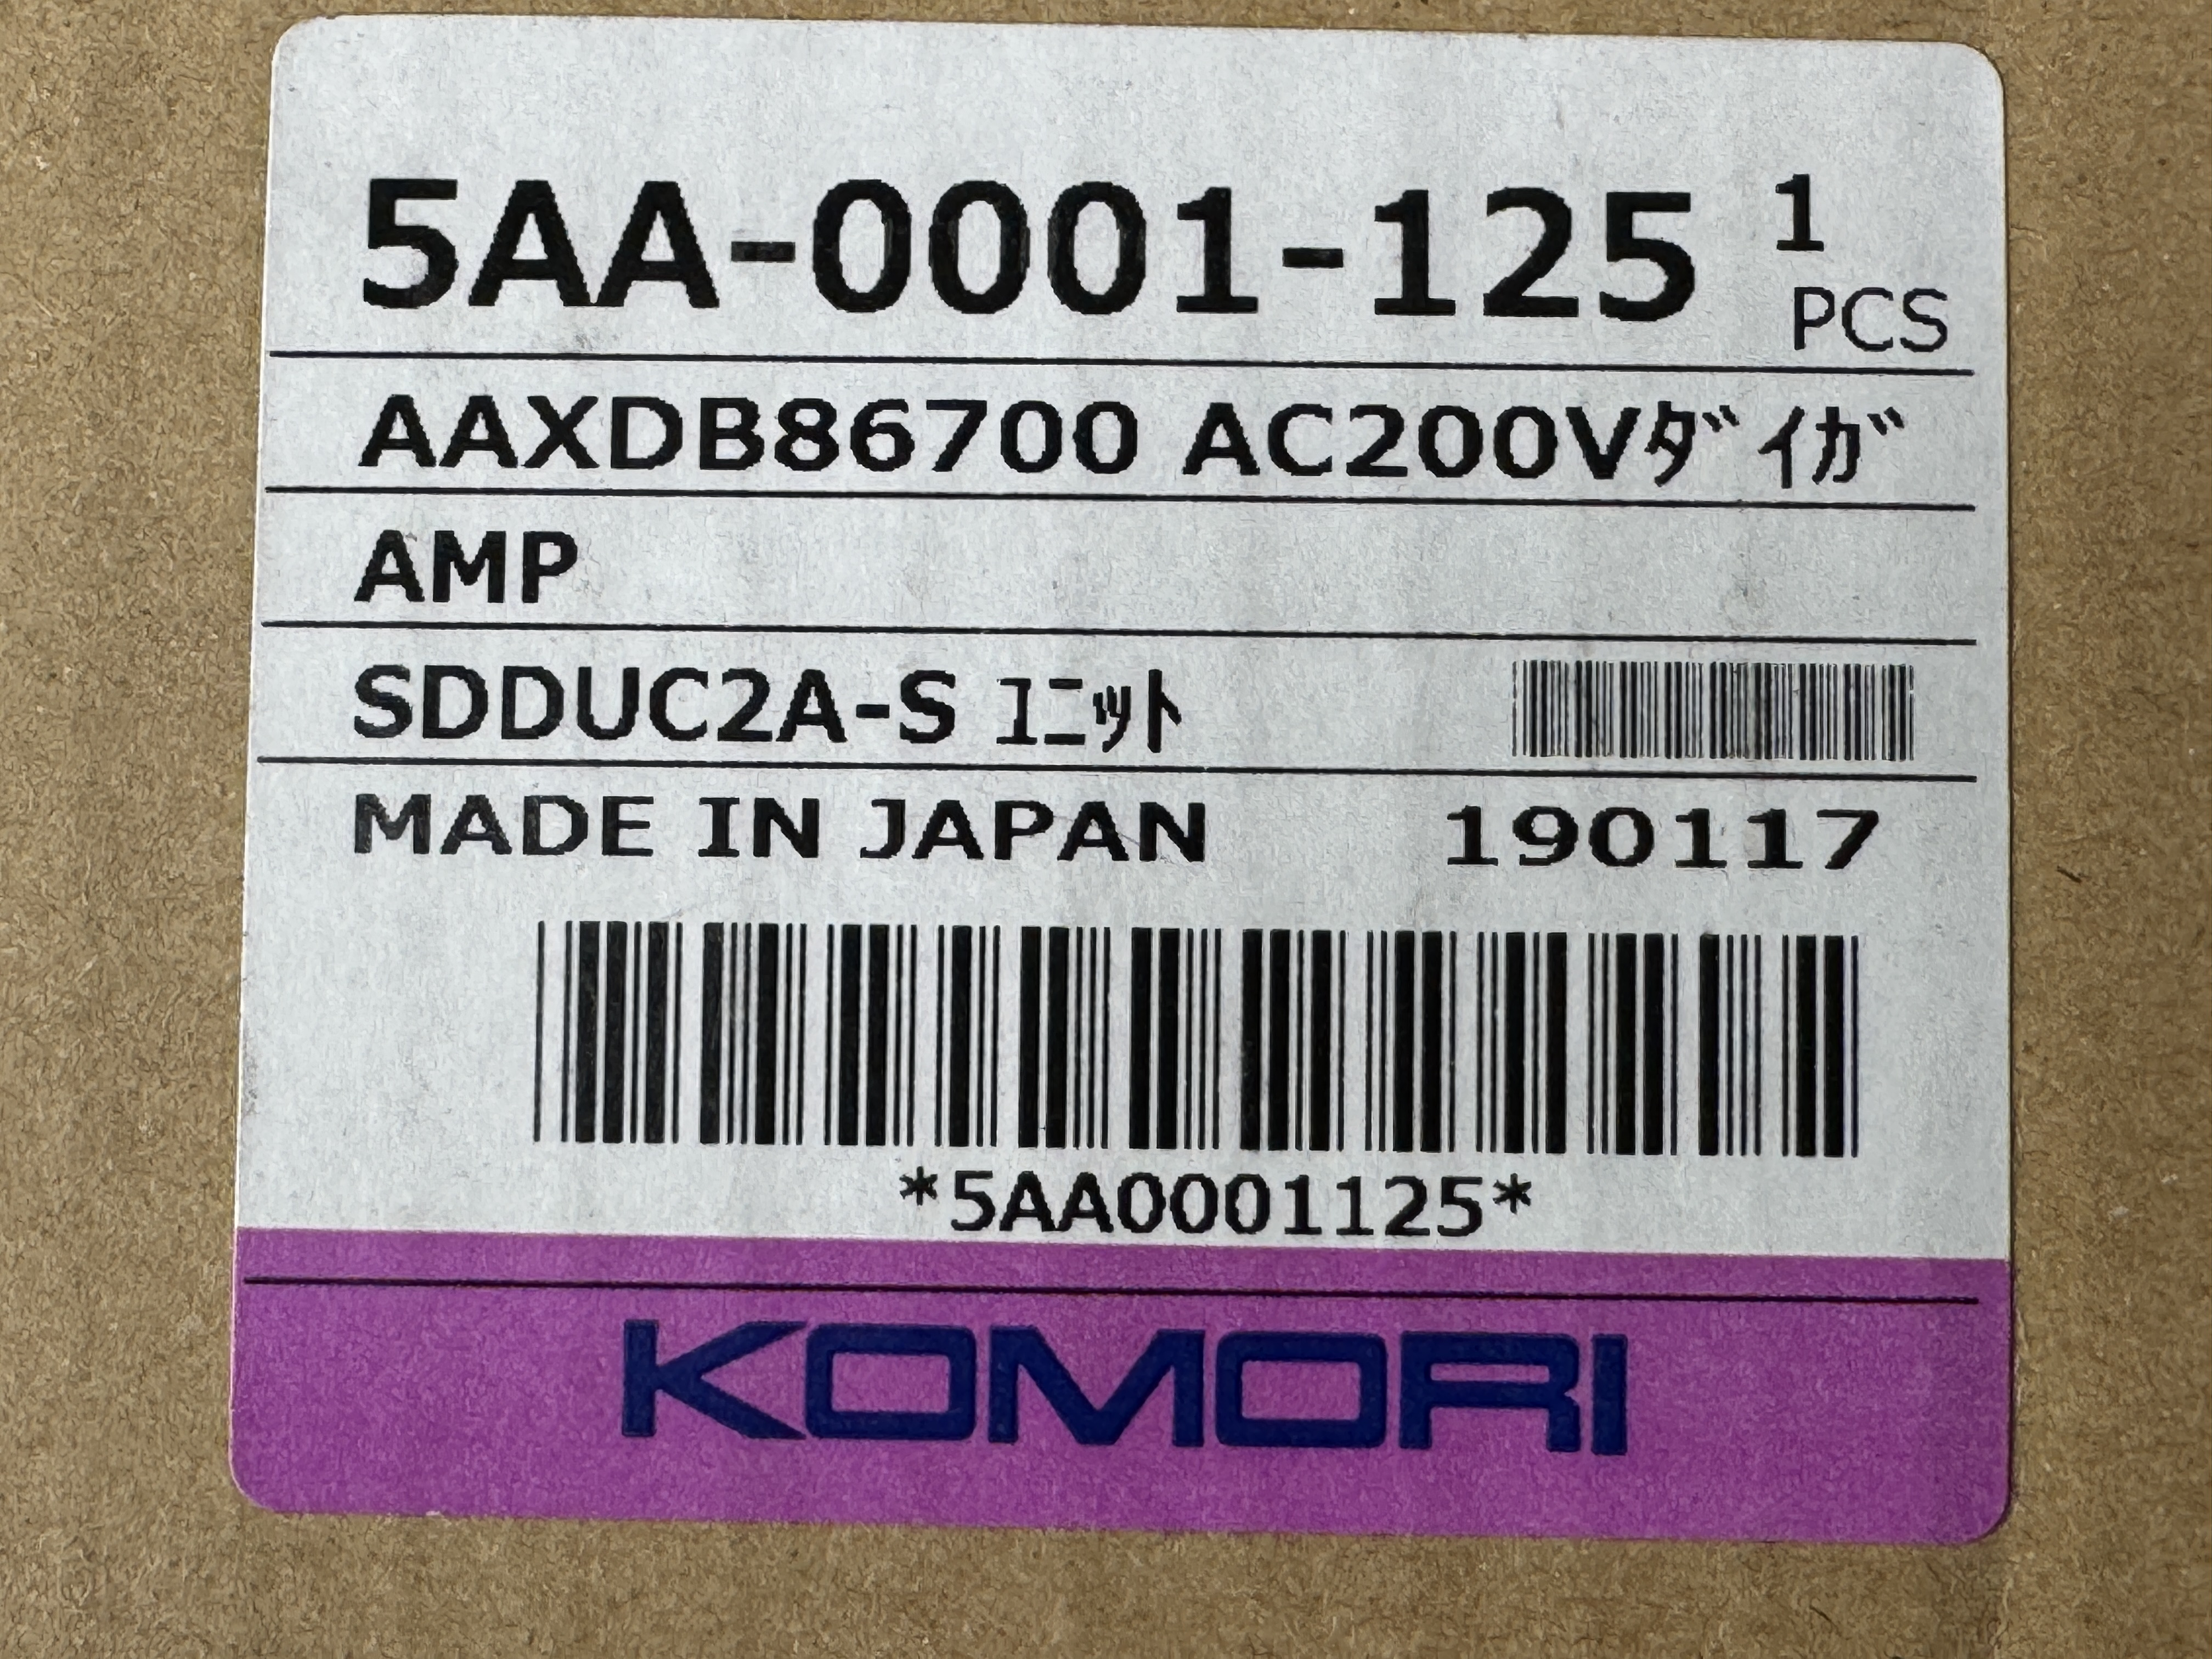 5AA-0001-125 1 PCS
AAXDB86700 AC200Vﾀﾞｲｶﾞ
AMP
SDDUC2A-S ﾕﾆｯﾄ
MADE IN JAPAN 190117
*5AA0001125*
KOMORI